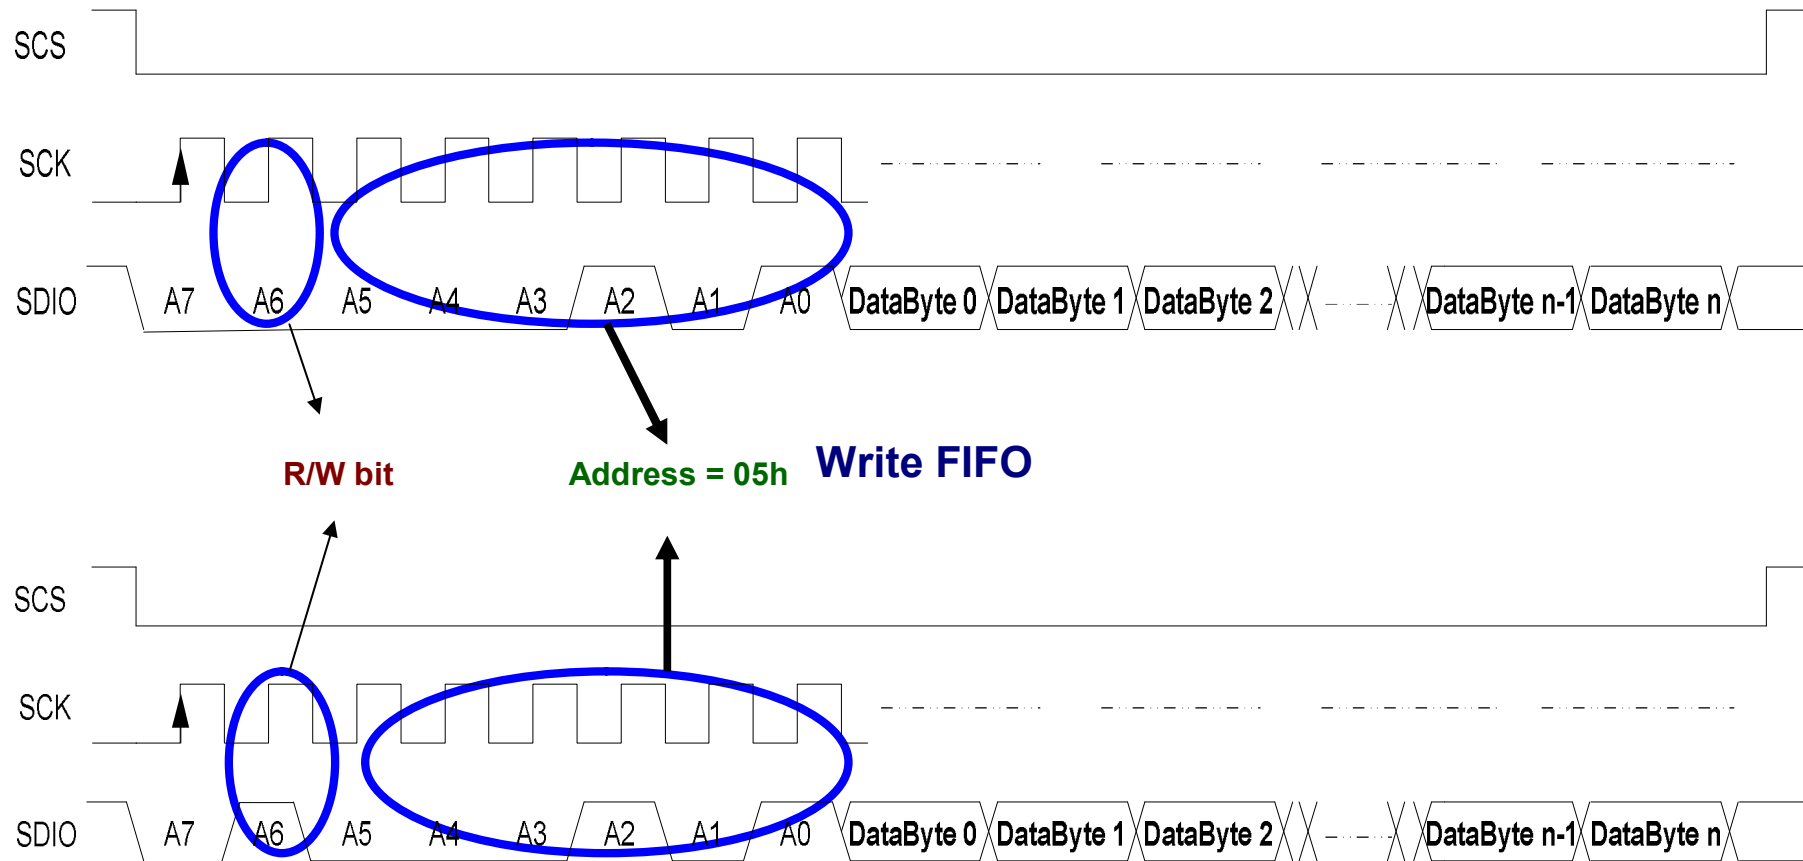 SCS
SCK
SDIO A7 A6 A5 A4 A3 A2 A1 A0 DataByte 0 DataByte 1 DataByte 2 DataByte n-1 DataByte n
R/W bit Address = 05h Write FIFO
SCS
SCK
SDIO A7 A6 A5 A4 A3 A2 A1 A0 DataByte 0 DataByte 1 DataByte 2 DataByte n-1 DataByte n